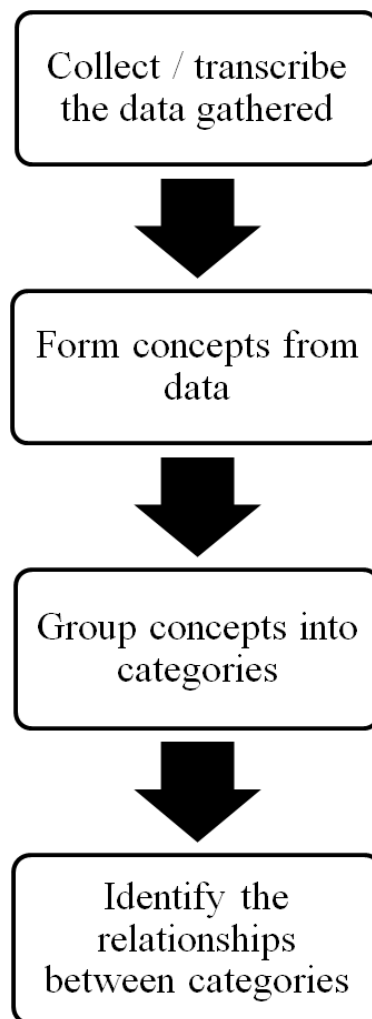 Collect / transcribe
the data gathered
Form concepts from
data
Group concepts into
categories
Identify the
relationships
between categories